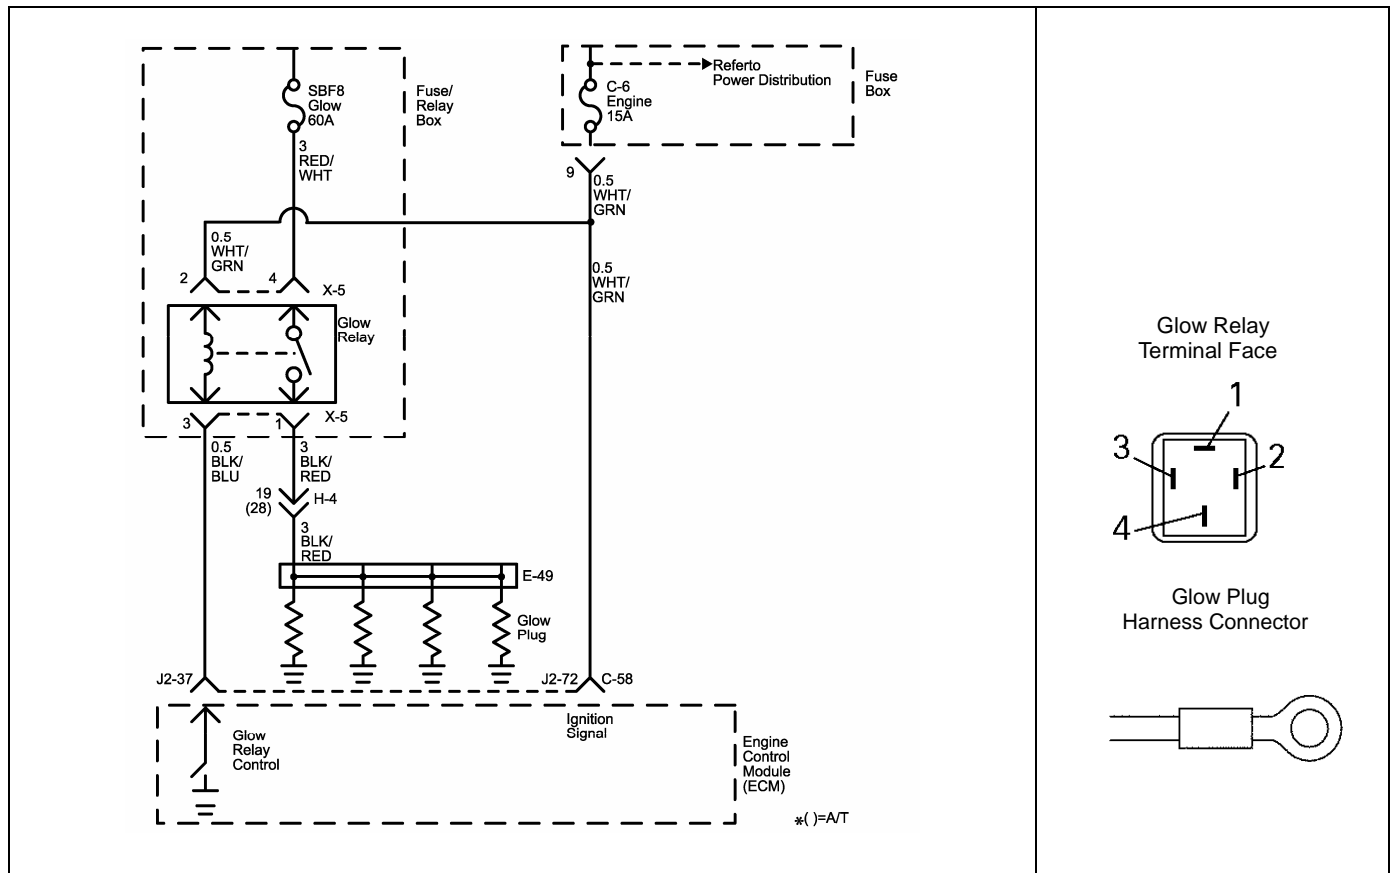 SBF8
Glow
60A
Fuse/
Relay
Box
3
RED/
WHT
C-6
Engine
15A
Referto
Power Distribution
Fuse
Box
9
0.5
WHT/
GRN
0.5
WHT/
GRN
0.5
WHT/
GRN
2
4
X-5
Glow
Relay
3
1
X-5
0.5
BLK/
BLU
3
BLK/
RED
19
(28)
H-4
3
BLK/
RED
E-49
Glow
Plug
J2-37
J2-72
C-58
Glow
Relay
Control
Ignition
Signal
Engine
Control
Module
(ECM)
*( )=A/T
Glow Relay
Terminal Face
1
3
2
4
Glow Plug
Harness Connector